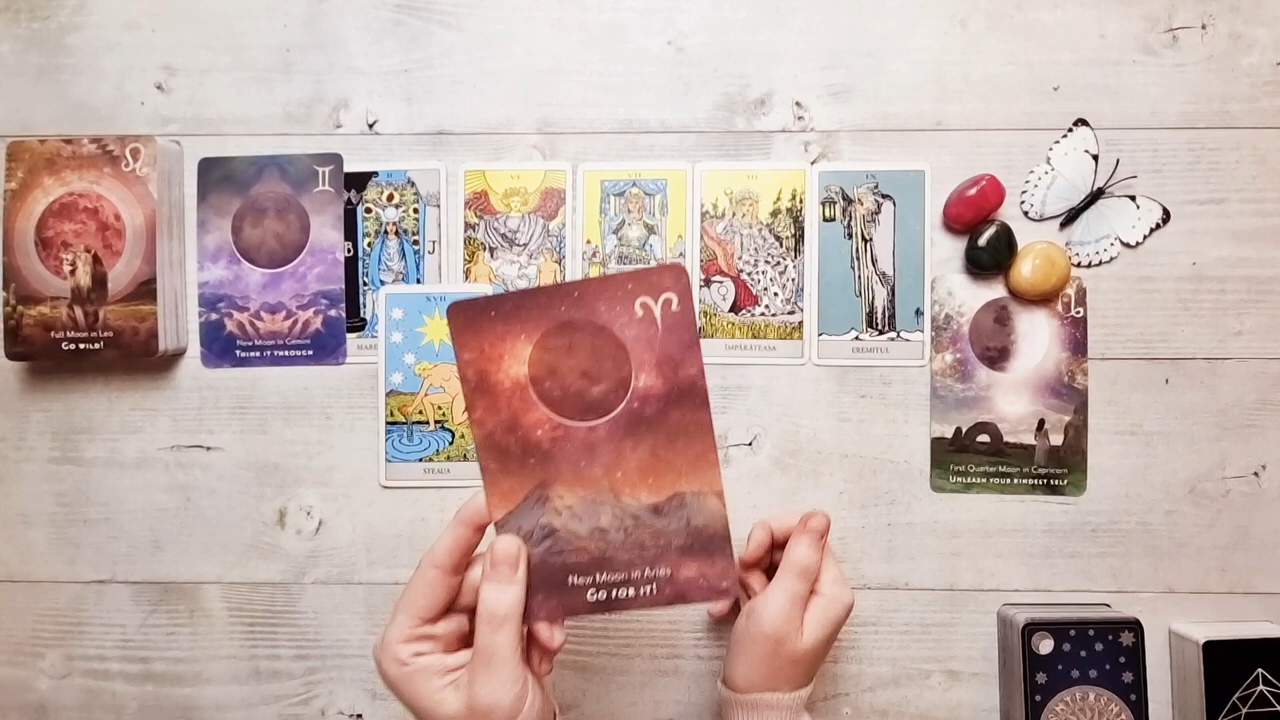 Full Moon in Leo
GO WILD!
New Moon in Gemini
THINK IT THROUGH
II
B
J
MARE
VI
VII
III
ÎMPĂRĂTEASA
IX
EREMITUL
XVII
STEAUA
New Moon in Aries
GO FOR IT!
First Quarter Moon in Capricorn
UNLEASH YOUR KINDEST SELF